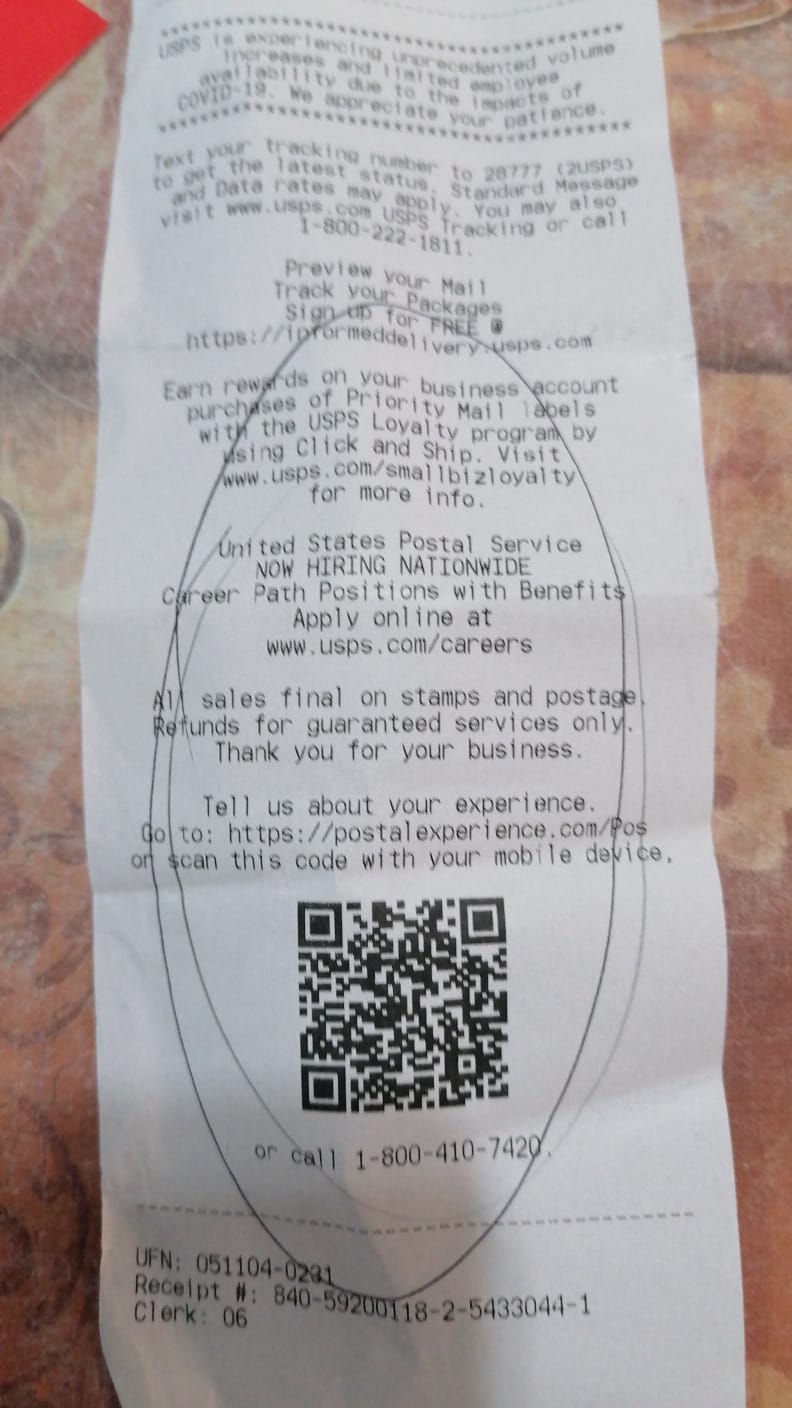 ****************************************
USPS is experiencing unprecedented volume
increases and limited employee
availability due to the impacts of
COVID-19. We appreciate your patience.
****************************************
Text your tracking number to 28777 (2USPS)
to get the latest status. Standard Message
and Data rates may apply. You may also
visit www.usps.com USPS Tracking or call
1-800-222-1811.
Preview your Mail
Track your Packages
Sign up for FREE @
https://informeddelivery.usps.com
Earn rewards on your business account
purchases of Priority Mail labels
with the USPS Loyalty program by
using Click and Ship. Visit
www.usps.com/smallbizloyalty
for more info.
United States Postal Service
NOW HIRING NATIONWIDE
Career Path Positions with Benefits
Apply online at
www.usps.com/careers
All sales final on stamps and postage.
Refunds for guaranteed services only.
Thank you for your business.
Tell us about your experience.
Go to: https://postalexperience.com/Pos
or scan this code with your mobile device,
or call 1-800-410-7420.
UFN: 051104-0231
Receipt #: 840-59200118-2-5433044-1
Clerk: 06